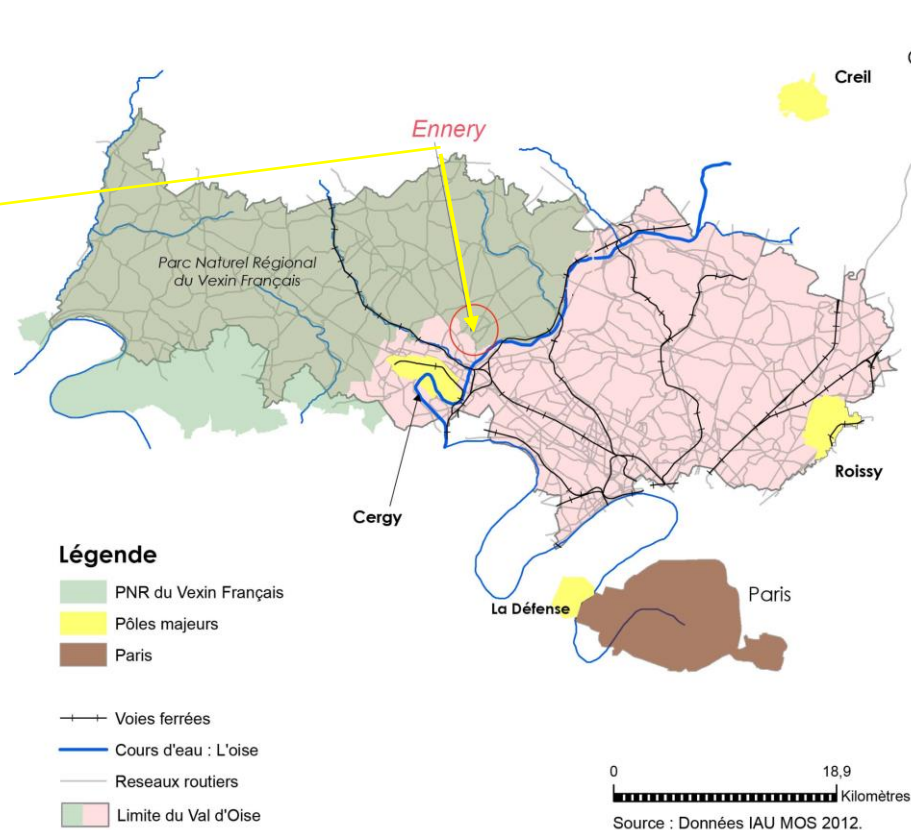 Creil
Ennery
Parc Naturel Régional
du Vexin Français
Roissy
Cergy
Légende
PNR du Vexin Français
Pôles majeurs
Paris
La Défense
Paris
Voies ferrées
Cours d'eau : L'oise
Reseaux routiers
Limite du Val d'Oise
0 18,9
Kilomètres
Source : Données IAU MOS 2012.